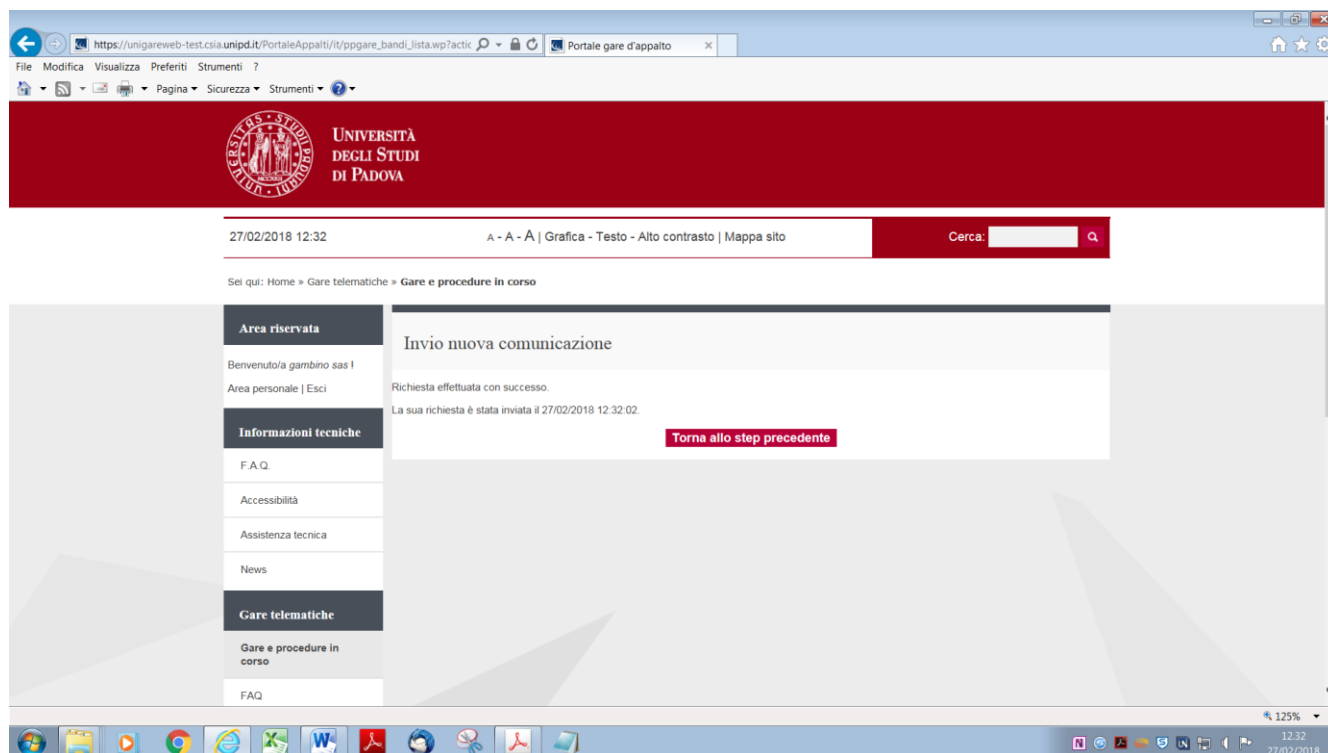 https://unigareweb-test.csia.unipd.it/PortaleAppalti/it/ppgare_bandi_lista.wp?actic
Portale gare d'appalto
File Modifica Visualizza Preferiti Strumenti ?
Pagina Sicurezza Strumenti
UNIVERSITÀ
DEGLI STUDI
DI PADOVA
27/02/2018 12:32
A - A - A | Grafica - Testo - Alto contrasto | Mappa sito
Cerca:
Sei qui: Home » Gare telematiche » Gare e procedure in corso
Area riservata
Benvenuto/a gambino sas !
Area personale | Esci
Informazioni tecniche
F.A.Q.
Accessibilità
Assistenza tecnica
News
Gare telematiche
Gare e procedure in
corso
FAQ
Invio nuova comunicazione
Richiesta effettuata con successo.
La sua richiesta è stata inviata il 27/02/2018 12:32:02.
Torna allo step precedente
125%
12.32
27/02/2018